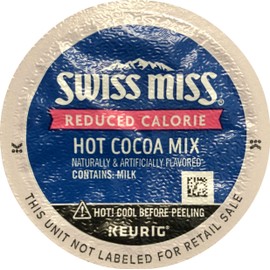 SWISS MISS
REDUCED CALORIE
HOT COCOA MIX
NATURALLY & ARTIFICIALLY FLAVORED
CONTAINS: MILK
HOT! COOL BEFORE PEELING
KEURIG
THIS UNIT NOT LABELED FOR RETAIL SALE